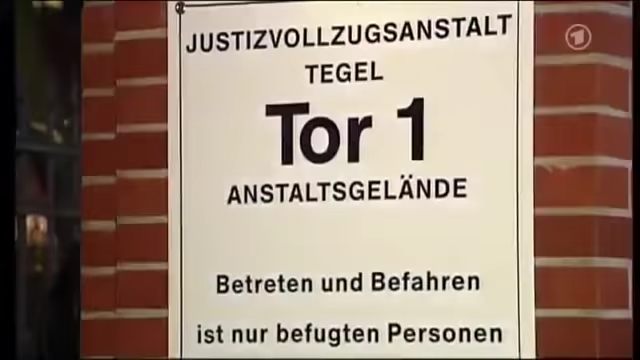 JUSTIZVOLLZUGSANSTALT
TEGEL
Tor 1
ANSTALTSGELÄNDE
Betreten und Befahren
ist nur befugten Personen